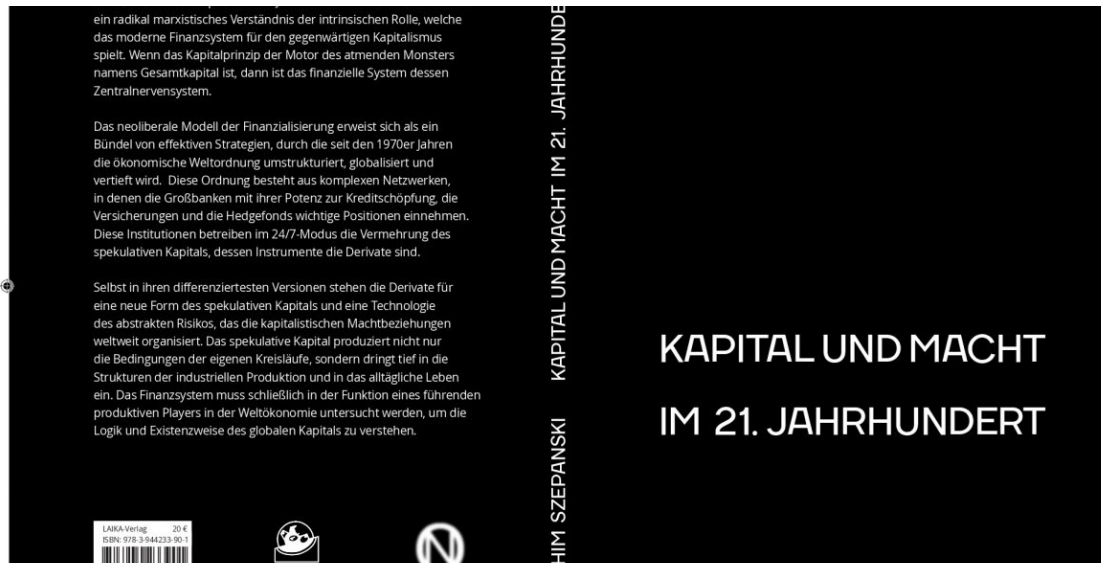 ein radikal marxistisches Verständnis der intrinsischen Rolle, welche
das moderne Finanzsystem für den gegenwärtigen Kapitalismus
spielt. Wenn das Kapitalprinzip der Motor des atmenden Monsters
namens Gesamtkapital ist, dann ist das finanzielle System dessen
Zentralnervensystem.
Das neoliberale Modell der Finanzialisierung erweist sich als ein
Bündel von effektiven Strategien, durch die seit den 1970er Jahren
die ökonomische Weltordnung umstrukturiert, globalisiert und
vertieft wird.  Diese Ordnung besteht aus komplexen Netzwerken,
in denen die Großbanken mit ihrer Potenz zur Kreditschöpfung, die
Versicherungen und die Hedgefonds wichtige Positionen einnehmen.
Diese Institutionen betreiben im 24/7-Modus die Vermehrung des
spekulativen Kapitals, dessen Instrumente die Derivate sind.
Selbst in ihren differenziertesten Versionen stehen die Derivate für
eine neue Form des spekulativen Kapitals und eine Technologie
des abstrakten Risikos, das die kapitalistischen Machtbeziehungen
weltweit organisiert. Das spekulative Kapital produziert nicht nur
die Bedingungen der eigenen Kreisläufe, sondern dringt tief in die
Strukturen der industriellen Produktion und in das alltägliche Leben
ein. Das Finanzsystem muss schließlich in der Funktion eines führenden
produktiven Players in der Weltökonomie untersucht werden, um die
Logik und Existenzweise des globalen Kapitals zu verstehen.
LAIKA-Verlag 20 €
ISBN: 978-3-944233-90-1
N
HIM SZEPANSKI KAPITAL UND MACHT IM 21. JAHRHUNDE
KAPITAL UND MACHT
IM 21. JAHRHUNDERT